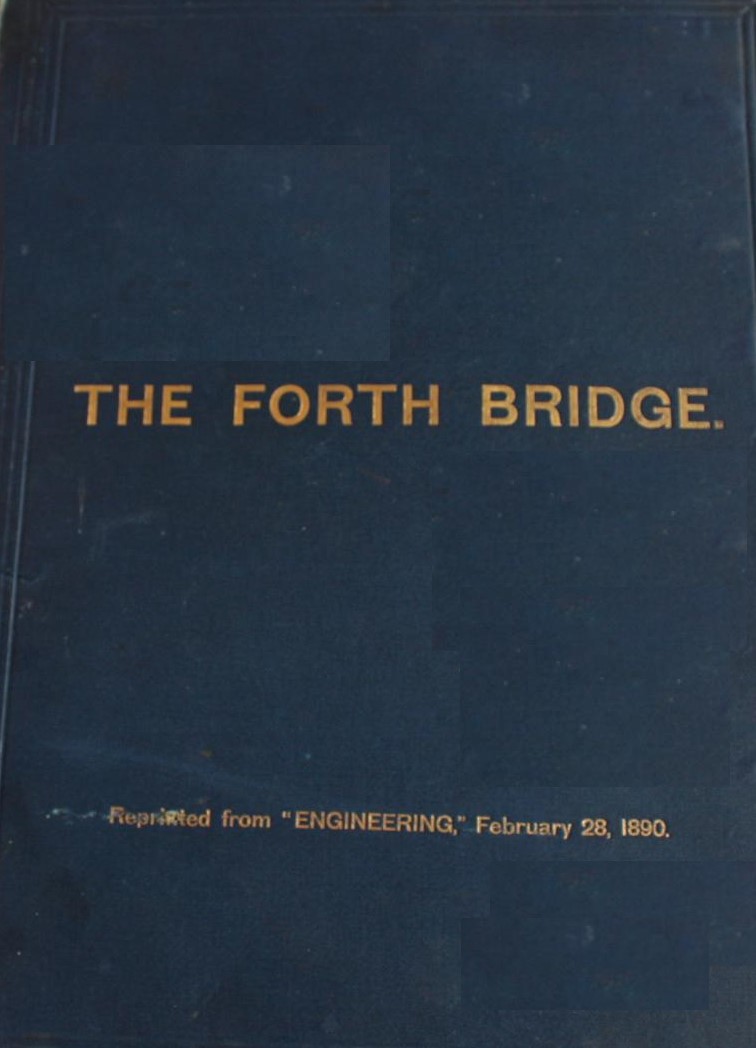 THE FORTH BRIDGE.
Reprinted from "ENGINEERING," February 28, 1890.